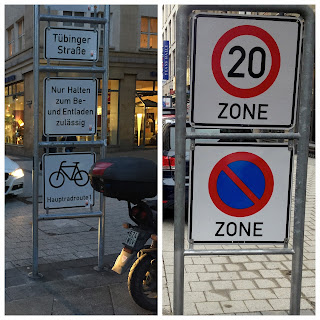 Tübinger
Straße
Nur Halten
zum Be-
und Entladen
zulässig
Hauptradroute 1
20
ZONE
ZONE